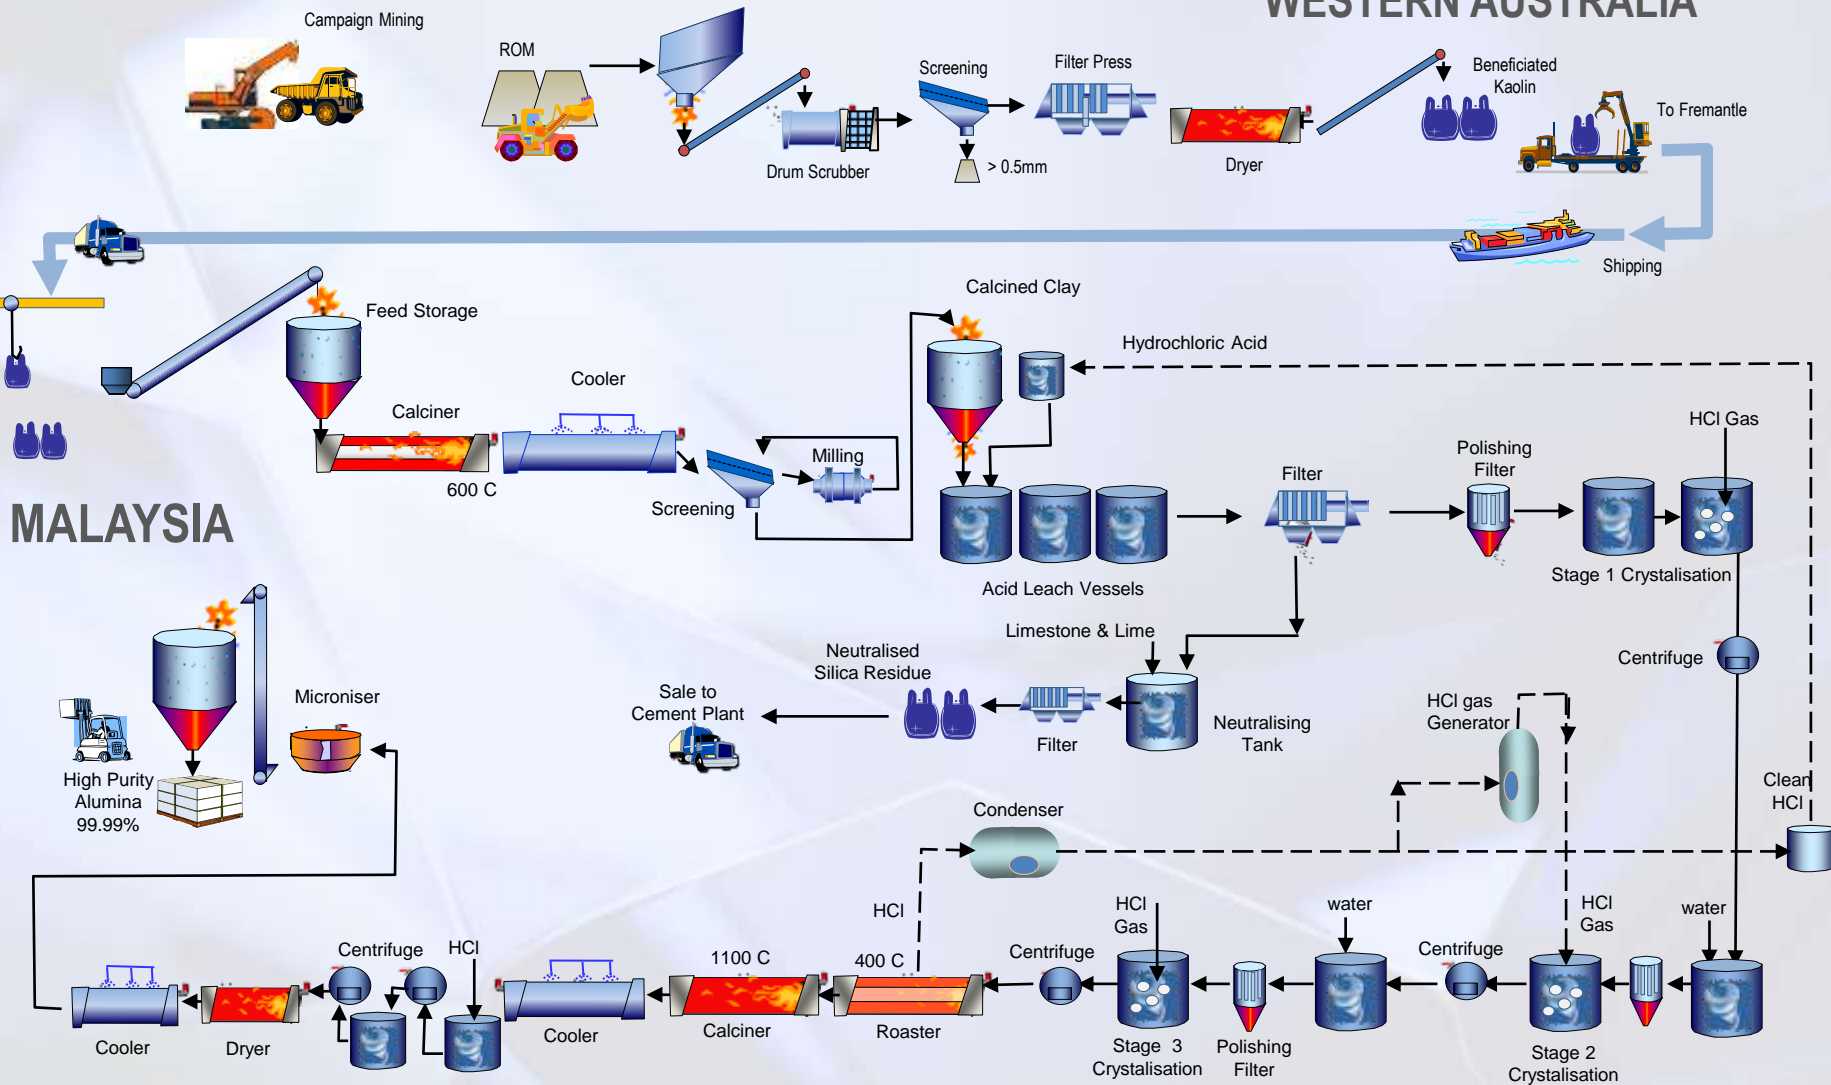 WESTERN AUSTRALIA
Campaign Mining
ROM
Screening
Filter Press
Beneficiated
Kaolin
To Fremantle
Drum Scrubber
> 0.5mm
Dryer
Shipping
Feed Storage
Calcined Clay
Hydrochloric Acid
Cooler
Calciner
600 C
Screening
Milling
HCl Gas
Polishing
Filter
Filter
MALAYSIA
Acid Leach Vessels
Stage 1 Crystalisation
Limestone & Lime
Neutralised
Silica Residue
Sale to
Cement Plant
Filter
Neutralising
Tank
Centrifuge
HCl gas
Generator
Microniser
High Purity
Alumina
99.99%
Clean
HCl
Condenser
HCl
HCl
Gas
water
HCl
Gas
water
Centrifuge
HCl
1100 C
400 C
Centrifuge
Centrifuge
Cooler
Dryer
Cooler
Calciner
Roaster
Stage 3
Crystalisation
Polishing
Filter
Stage 2
Crystalisation